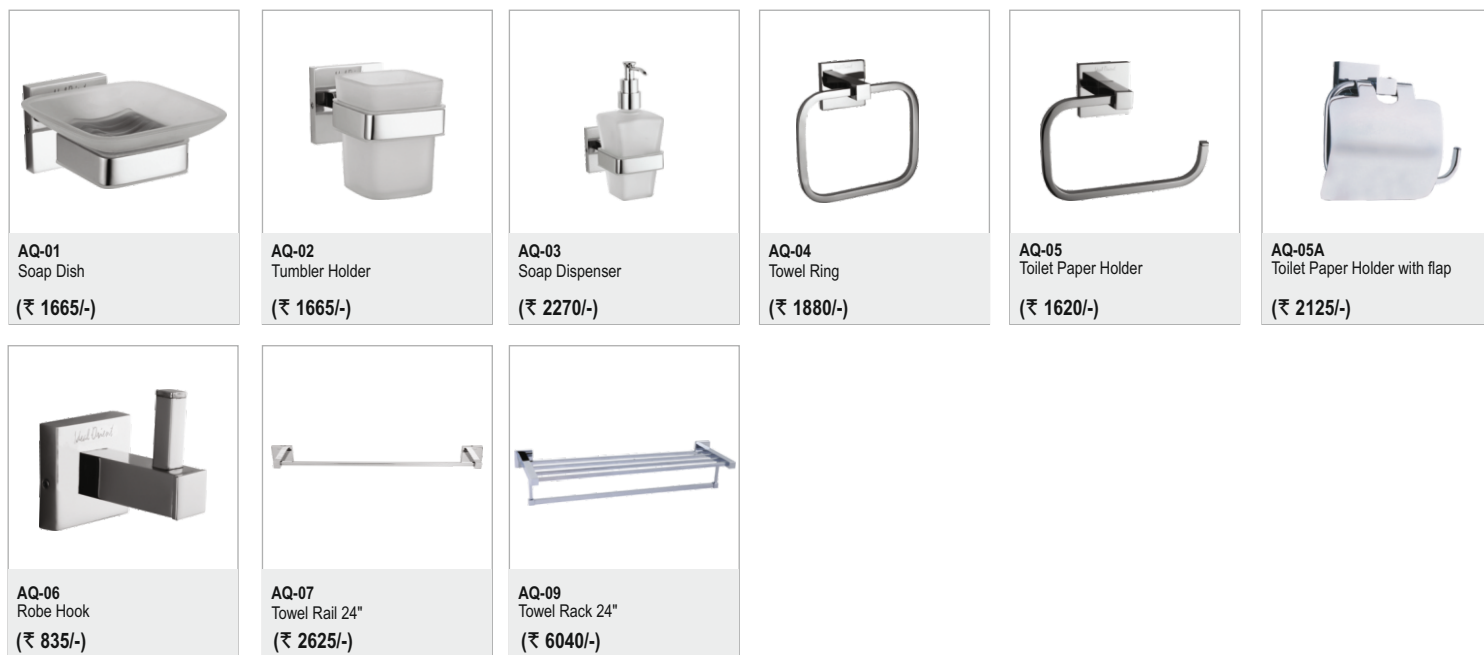 AQ-01
Soap Dish
(₹ 1665/-)
AQ-02
Tumbler Holder
(₹ 1665/-)
AQ-03
Soap Dispenser
(₹ 2270/-)
AQ-04
Towel Ring
(₹ 1880/-)
AQ-05
Toilet Paper Holder
(₹ 1620/-)
AQ-05A
Toilet Paper Holder with flap
(₹ 2125/-)
Ideal Orient
AQ-06
Robe Hook
(₹ 835/-)
AQ-07
Towel Rail 24"
(₹ 2625/-)
AQ-09
Towel Rack 24"
(₹ 6040/-)